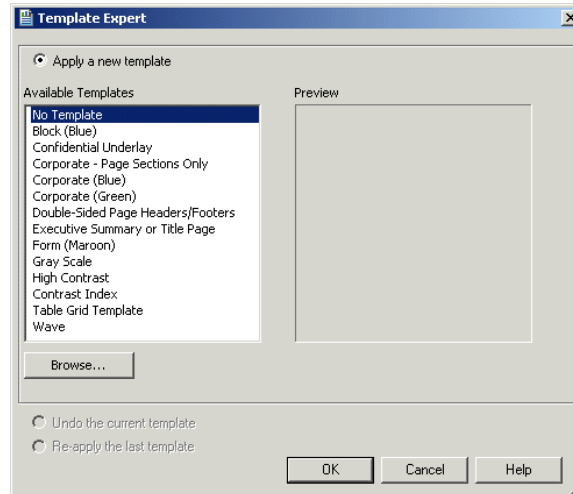 Template Expert
Apply a new template
Available Templates
Preview
No Template
Block (Blue)
Confidential Underlay
Corporate - Page Sections Only
Corporate (Blue)
Corporate (Green)
Double-Sided Page Headers/Footers
Executive Summary or Title Page
Form (Maroon)
Gray Scale
High Contrast
Contrast Index
Table Grid Template
Wave
Browse...
Undo the current template
Re-apply the last template
OK Cancel Help